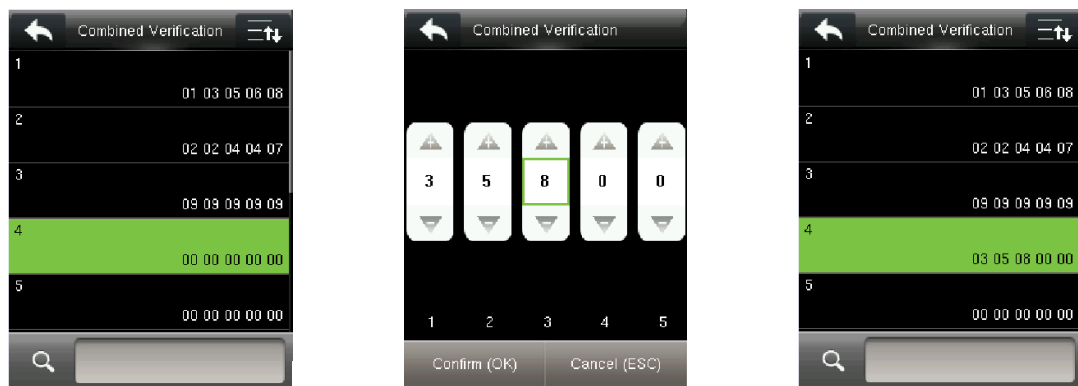 Combined Verification
1
01 03 05 06 08
2
02 02 04 04 07
3
09 09 09 09 09
4
00 00 00 00 00
5
00 00 00 00 00
Combined Verification
3 5 8 0 0
1 2 3 4 5
Confirm (OK) Cancel (ESC)
Combined Verification
1
01 03 05 06 08
2
02 02 04 04 07
3
09 09 09 09 09
4
03 05 08 00 00
5
00 00 00 00 00